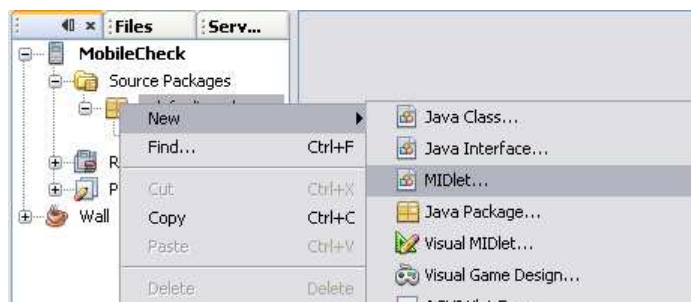 Files
Serv...
MobileCheck
Source Packages
New
Find... Ctrl+F
Cut Ctrl+X
Copy Ctrl+C
Paste Ctrl+V
Delete Delete
R
P
Wall
Java Class...
Java Interface...
MIDlet...
Java Package...
Visual MIDlet...
Visual Game Design...